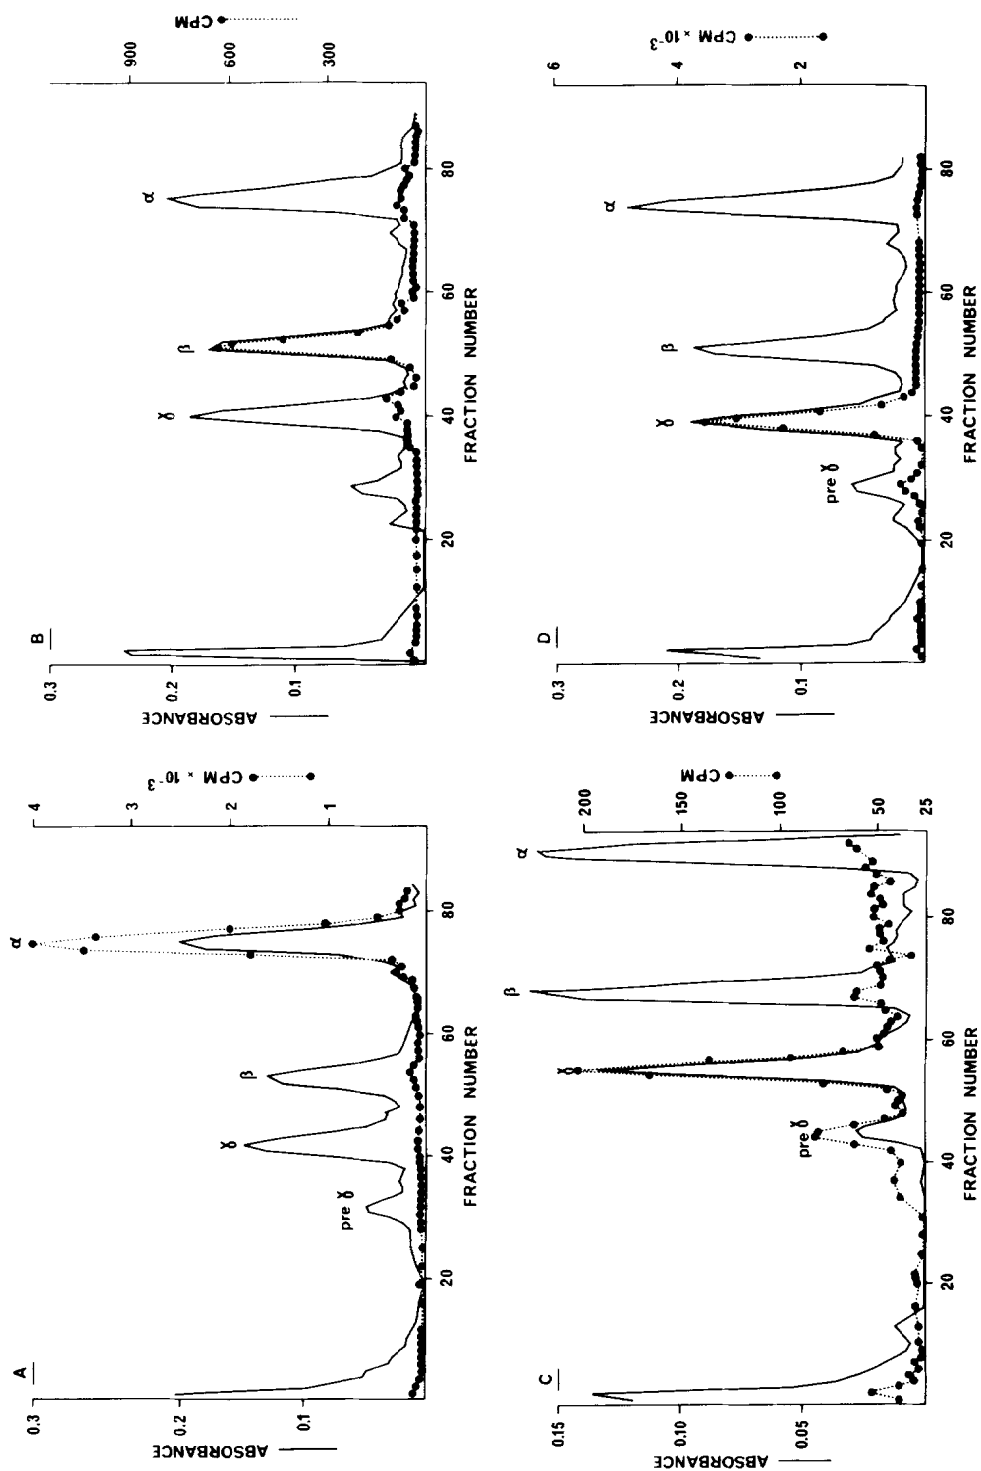 A
0.3
0.2
0.1
ABSORBANCE
20
40
60
80
FRACTION NUMBER
4
3
2
1
CPM × 10⁻³
pre γ
γ
β
α
B
0.3
0.2
0.1
ABSORBANCE
20
40
60
80
FRACTION NUMBER
900
600
300
CPM
γ
β
α
C
0.15
0.10
0.05
ABSORBANCE
20
40
60
80
FRACTION NUMBER
200
150
100
50
25
CPM
pre γ
γ
β
α
D
0.3
0.2
0.1
ABSORBANCE
20
40
60
80
FRACTION NUMBER
6
4
2
CPM × 10⁻³
pre γ
γ
β
α